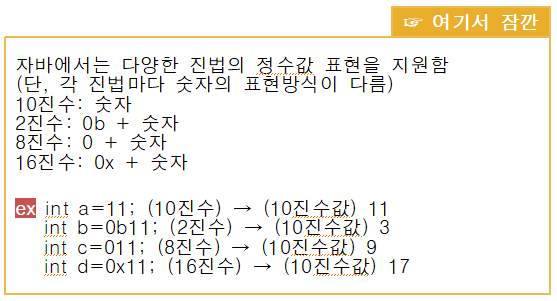 ☞ 여기서 잠깐
자바에서는 다양한 진법의 정수값 표현을 지원함
(단, 각 진법마다 숫자의 표현방식이 다름)
10진수: 숫자
2진수: 0b + 숫자
8진수: 0 + 숫자
16진수: 0x + 숫자
ex int a=11; (10진수) → (10진수값) 11
int b=0b11; (2진수) → (10진수값) 3
int c=011; (8진수) → (10진수값) 9
int d=0x11; (16진수) → (10진수값) 17